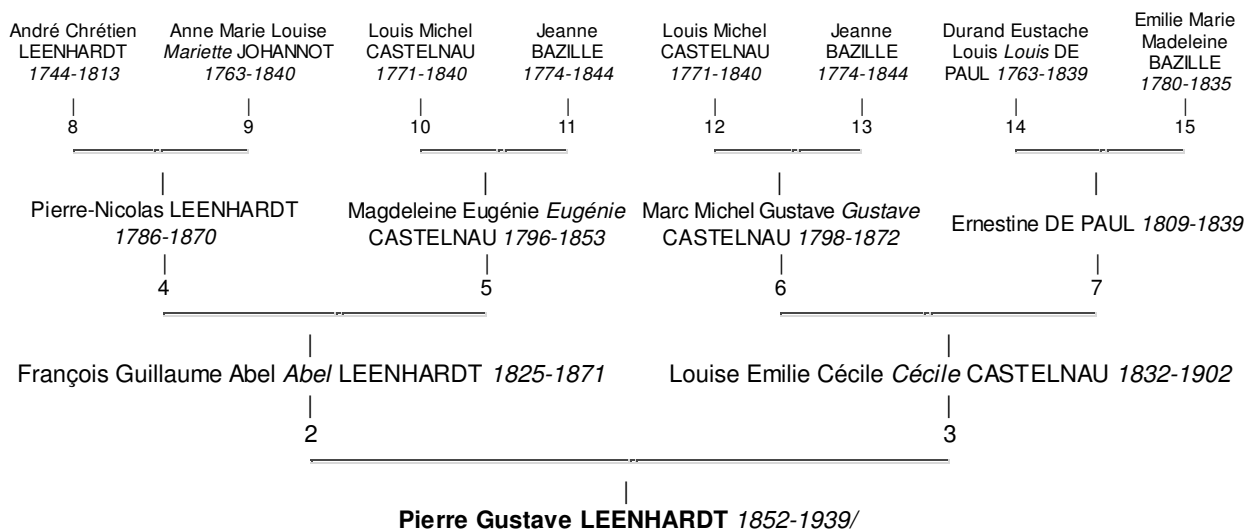 André Chrétien
LEENHARDT
1744-1813
Anne Marie Louise
Mariette JOHANNOT
1763-1840
Louis Michel
CASTELNAU
1771-1840
Jeanne
BAZILLE
1774-1844
Louis Michel
CASTELNAU
1771-1840
Jeanne
BAZILLE
1774-1844
Durand Eustache
Louis Louis DE
PAUL 1763-1839
Emilie Marie
Madeleine
BAZILLE
1780-1835
8
9
10
11
12
13
14
15
Pierre-Nicolas LEENHARDT
1786-1870
Magdeleine Eugénie Eugénie
CASTELNAU 1796-1853
Marc Michel Gustave Gustave
CASTELNAU 1798-1872
Ernestine DE PAUL 1809-1839
4
5
6
7
François Guillaume Abel Abel LEENHARDT 1825-1871
Louise Emilie Cécile Cécile CASTELNAU 1832-1902
2
3
Pierre Gustave LEENHARDT 1852-1939/